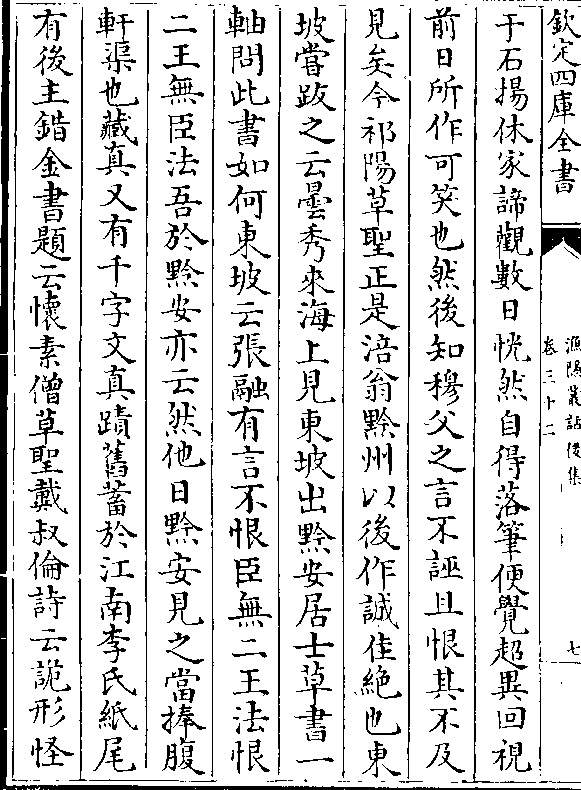 欽定四庫全書
漁隱叢話後集
卷三十二
七
于石揚休家諦觀數日恍然自得落筆便覺超異回視
前日所作可笑也然後知穆父之言不誣且恨其不及
見矣今祁陽草聖正是涪翁黔州以後作誠佳絶也東
坡嘗跋之云曇秀來海上見東坡出黔安居士草書一
軸問此書如何東坡云張融有言不恨臣無二王法恨
二王無臣法吾於黔安亦云然他日黔安見之當捧腹
軒渠也藏真又有千字文真蹟舊蓄於江南李氏紙尾
有後主錯金書題云懷素僧草聖戴叔倫詩云詭形怪